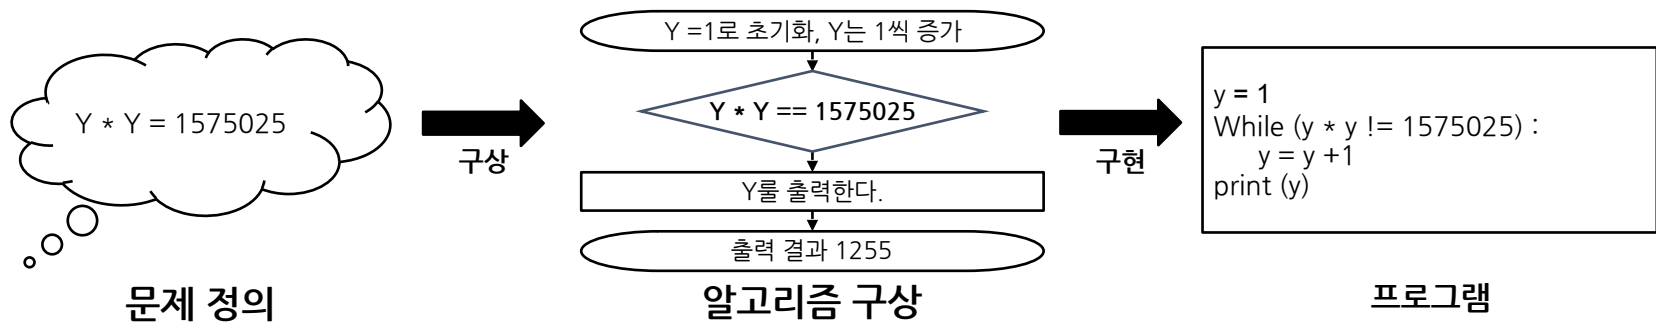 Y * Y = 1575025
문제 정의
구상
Y =1로 초기화, Y는 1씩 증가
Y * Y == 1575025
Y룰 출력한다.
출력 결과 1255
알고리즘 구상
구현
y = 1
While (y * y != 1575025) :
y = y +1
print (y)
프로그램